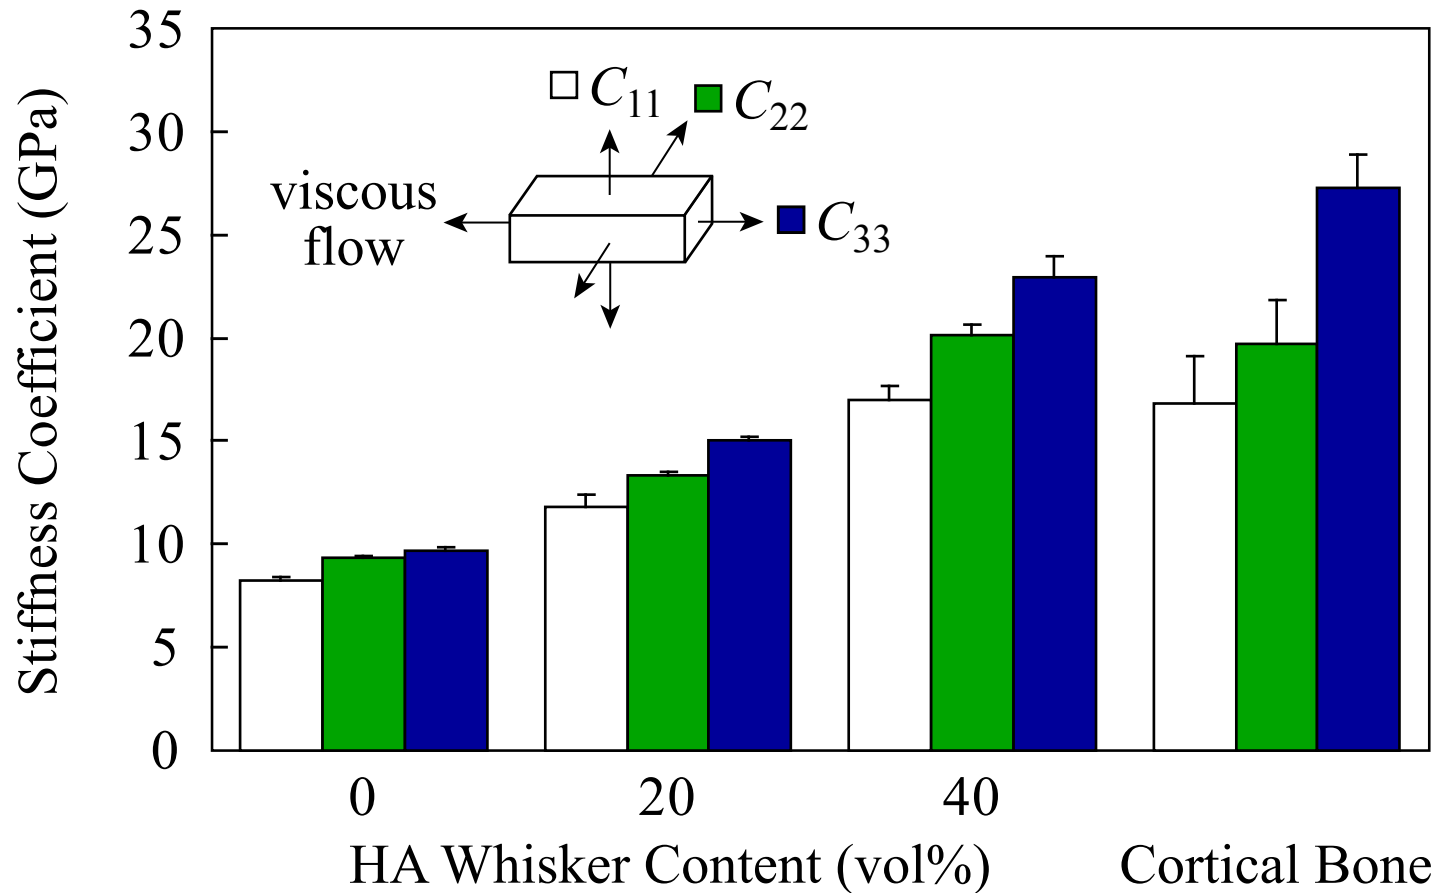 Stiffness Coefficient (GPa)
35
30
25
20
15
10
5
0
C11
C22
viscous
flow
C33
0 20 40
HA Whisker Content (vol%) Cortical Bone